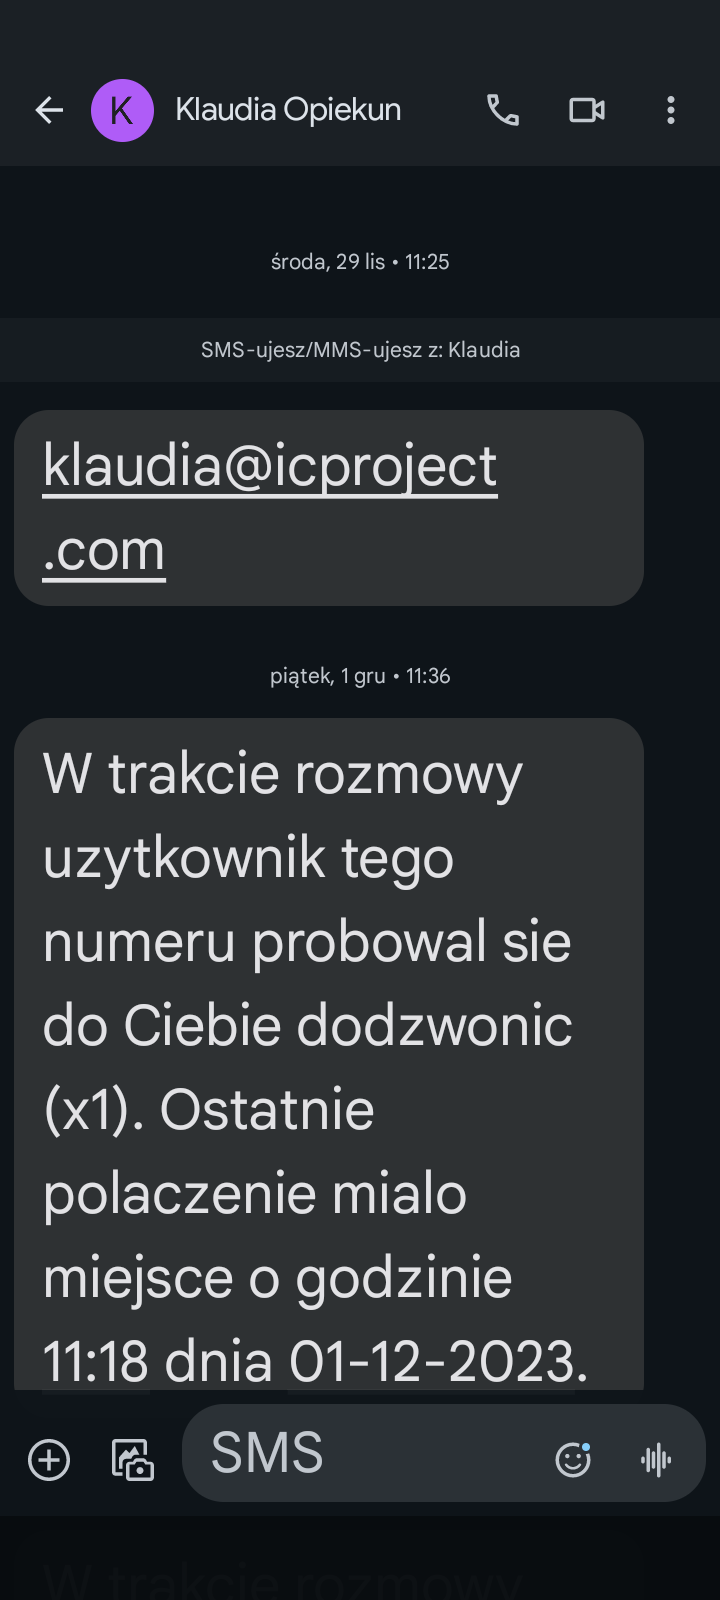 K
Klaudia Opiekun
środa, 29 lis • 11:25
SMS-ujesz/MMS-ujesz z: Klaudia
klaudia@icproject
.com
piątek, 1 gru • 11:36
W trakcie rozmowy
uzytkownik tego
numeru probowal sie
do Ciebie dodzwonic
(x1). Ostatnie
polaczenie mialo
miejsce o godzinie
11:18 dnia 01-12-2023.
SMS
W trakcie rozmowy